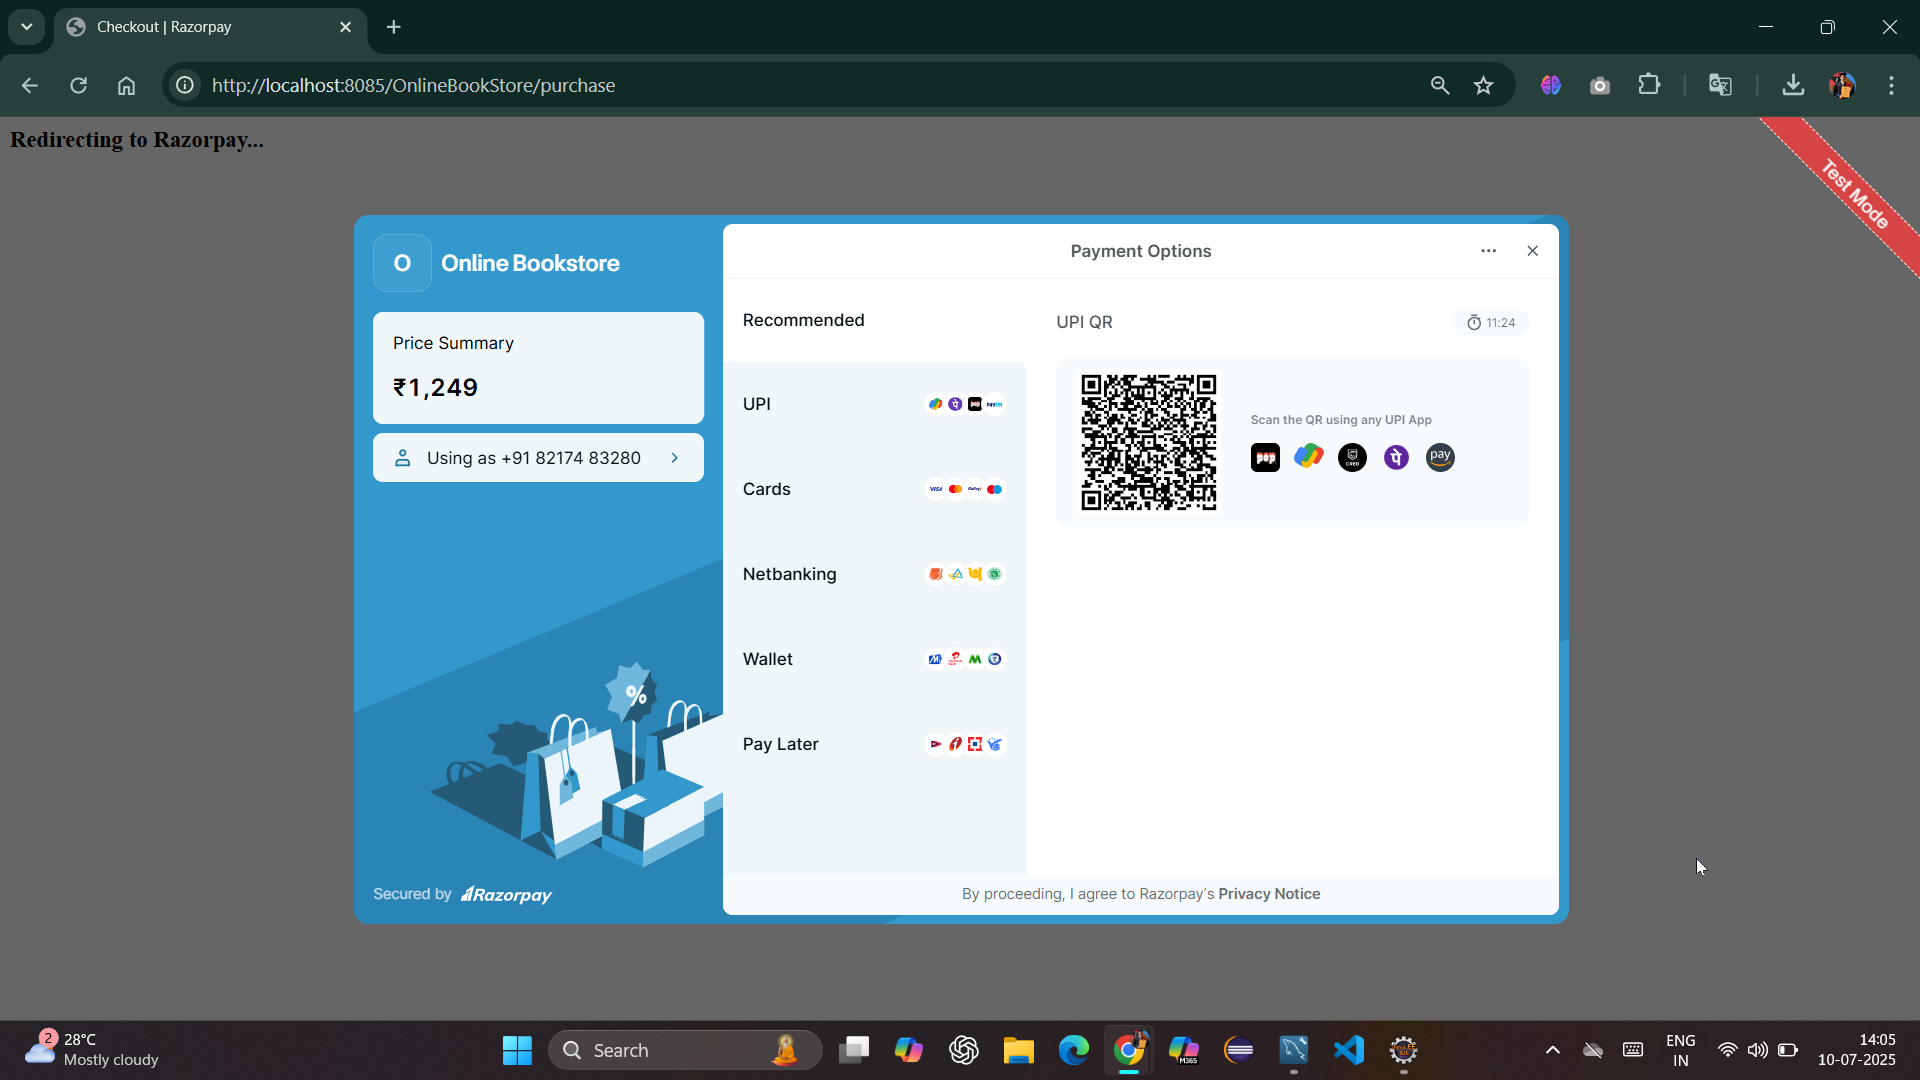 Checkout | Razorpay
http://localhost:8085/OnlineBookStore/purchase
Redirecting to Razorpay...
Test Mode
O
Online Bookstore
Price Summary
₹1,249
Using as +91 82174 83280
Secured by Razorpay
Payment Options
Recommended
UPI
Cards
Netbanking
Wallet
Pay Later
UPI QR
11:24
Scan the QR using any UPI App
pop
CRED
पे
pay
By proceeding, I agree to Razorpay's Privacy Notice
2
28°C
Mostly cloudy
Search
M365
ENG
IN
14:05
10-07-2025